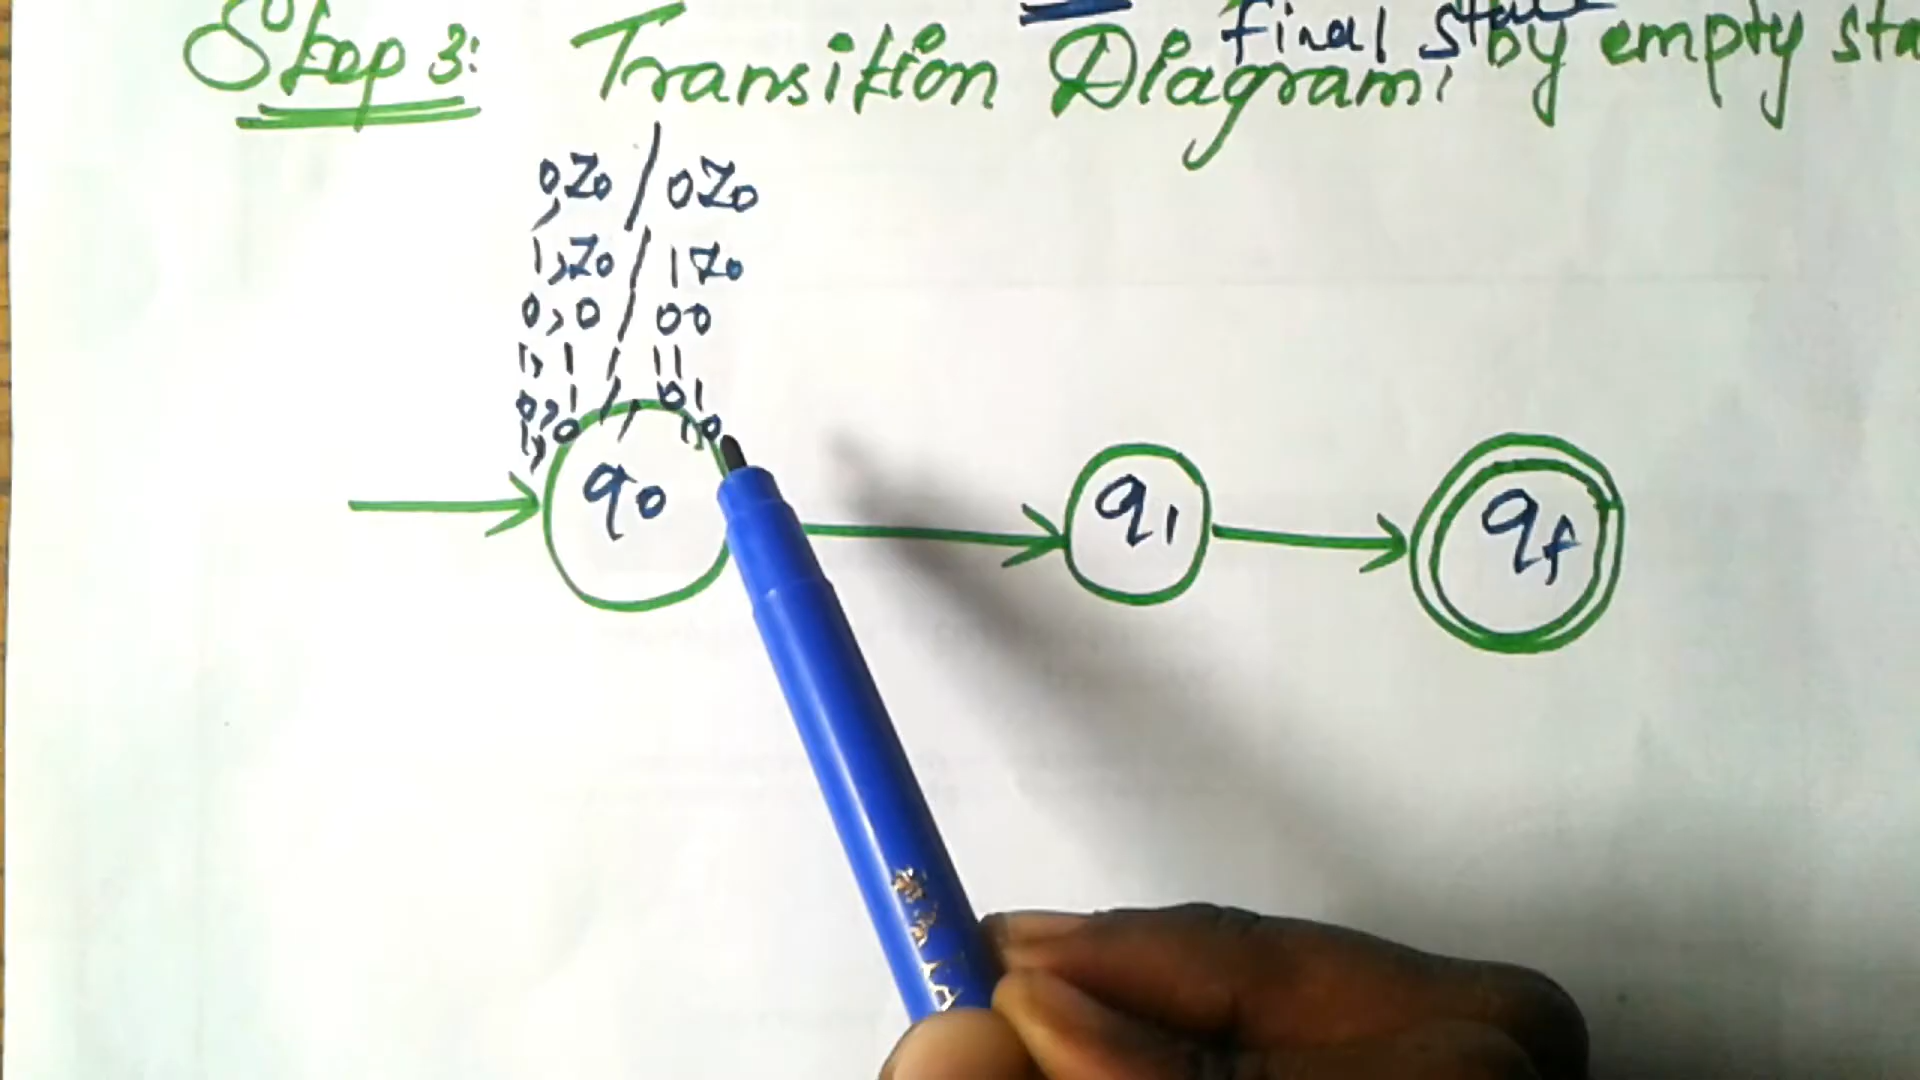 final state by empty sta
Step 3: Transition Diagram:
0,Z0 / 0Z0
1,Z0 / 1Z0
0,0 / 00
1,1 / 11
0,1 / 01
1,0 / 10
q0 q1 qf